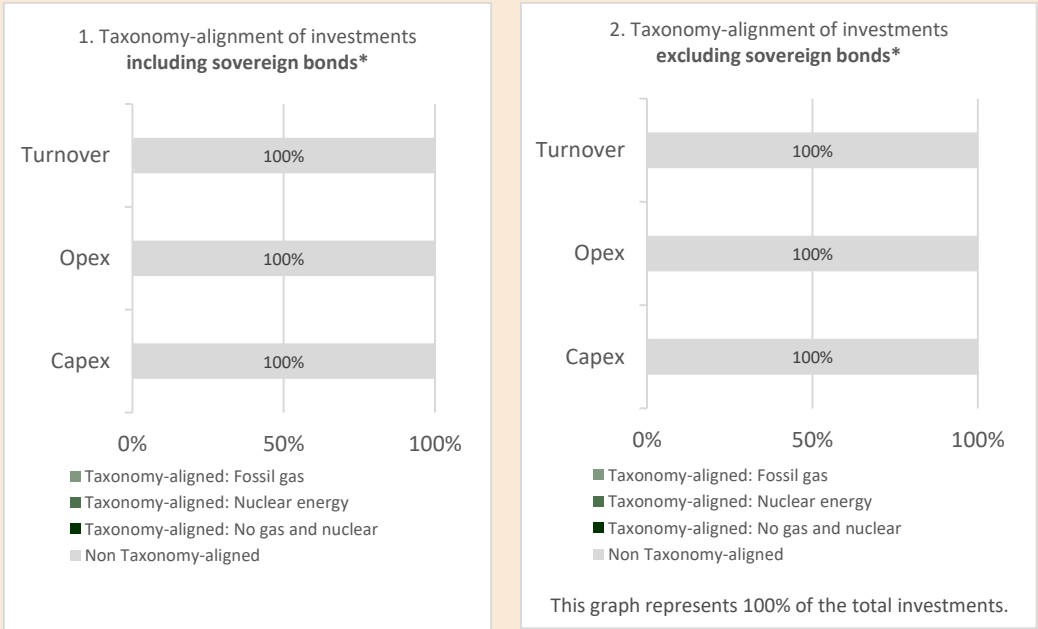 1. Taxonomy-alignment of investments
including sovereign bonds*
Turnover
100%
Opex
100%
Capex
100%
0%
50%
100%
Taxonomy-aligned: Fossil gas
Taxonomy-aligned: Nuclear energy
Taxonomy-aligned: No gas and nuclear
Non Taxonomy-aligned
2. Taxonomy-alignment of investments
excluding sovereign bonds*
Turnover
100%
Opex
100%
Capex
100%
0%
50%
100%
Taxonomy-aligned: Fossil gas
Taxonomy-aligned: Nuclear energy
Taxonomy-aligned: No gas and nuclear
Non Taxonomy-aligned
This graph represents 100% of the total investments.